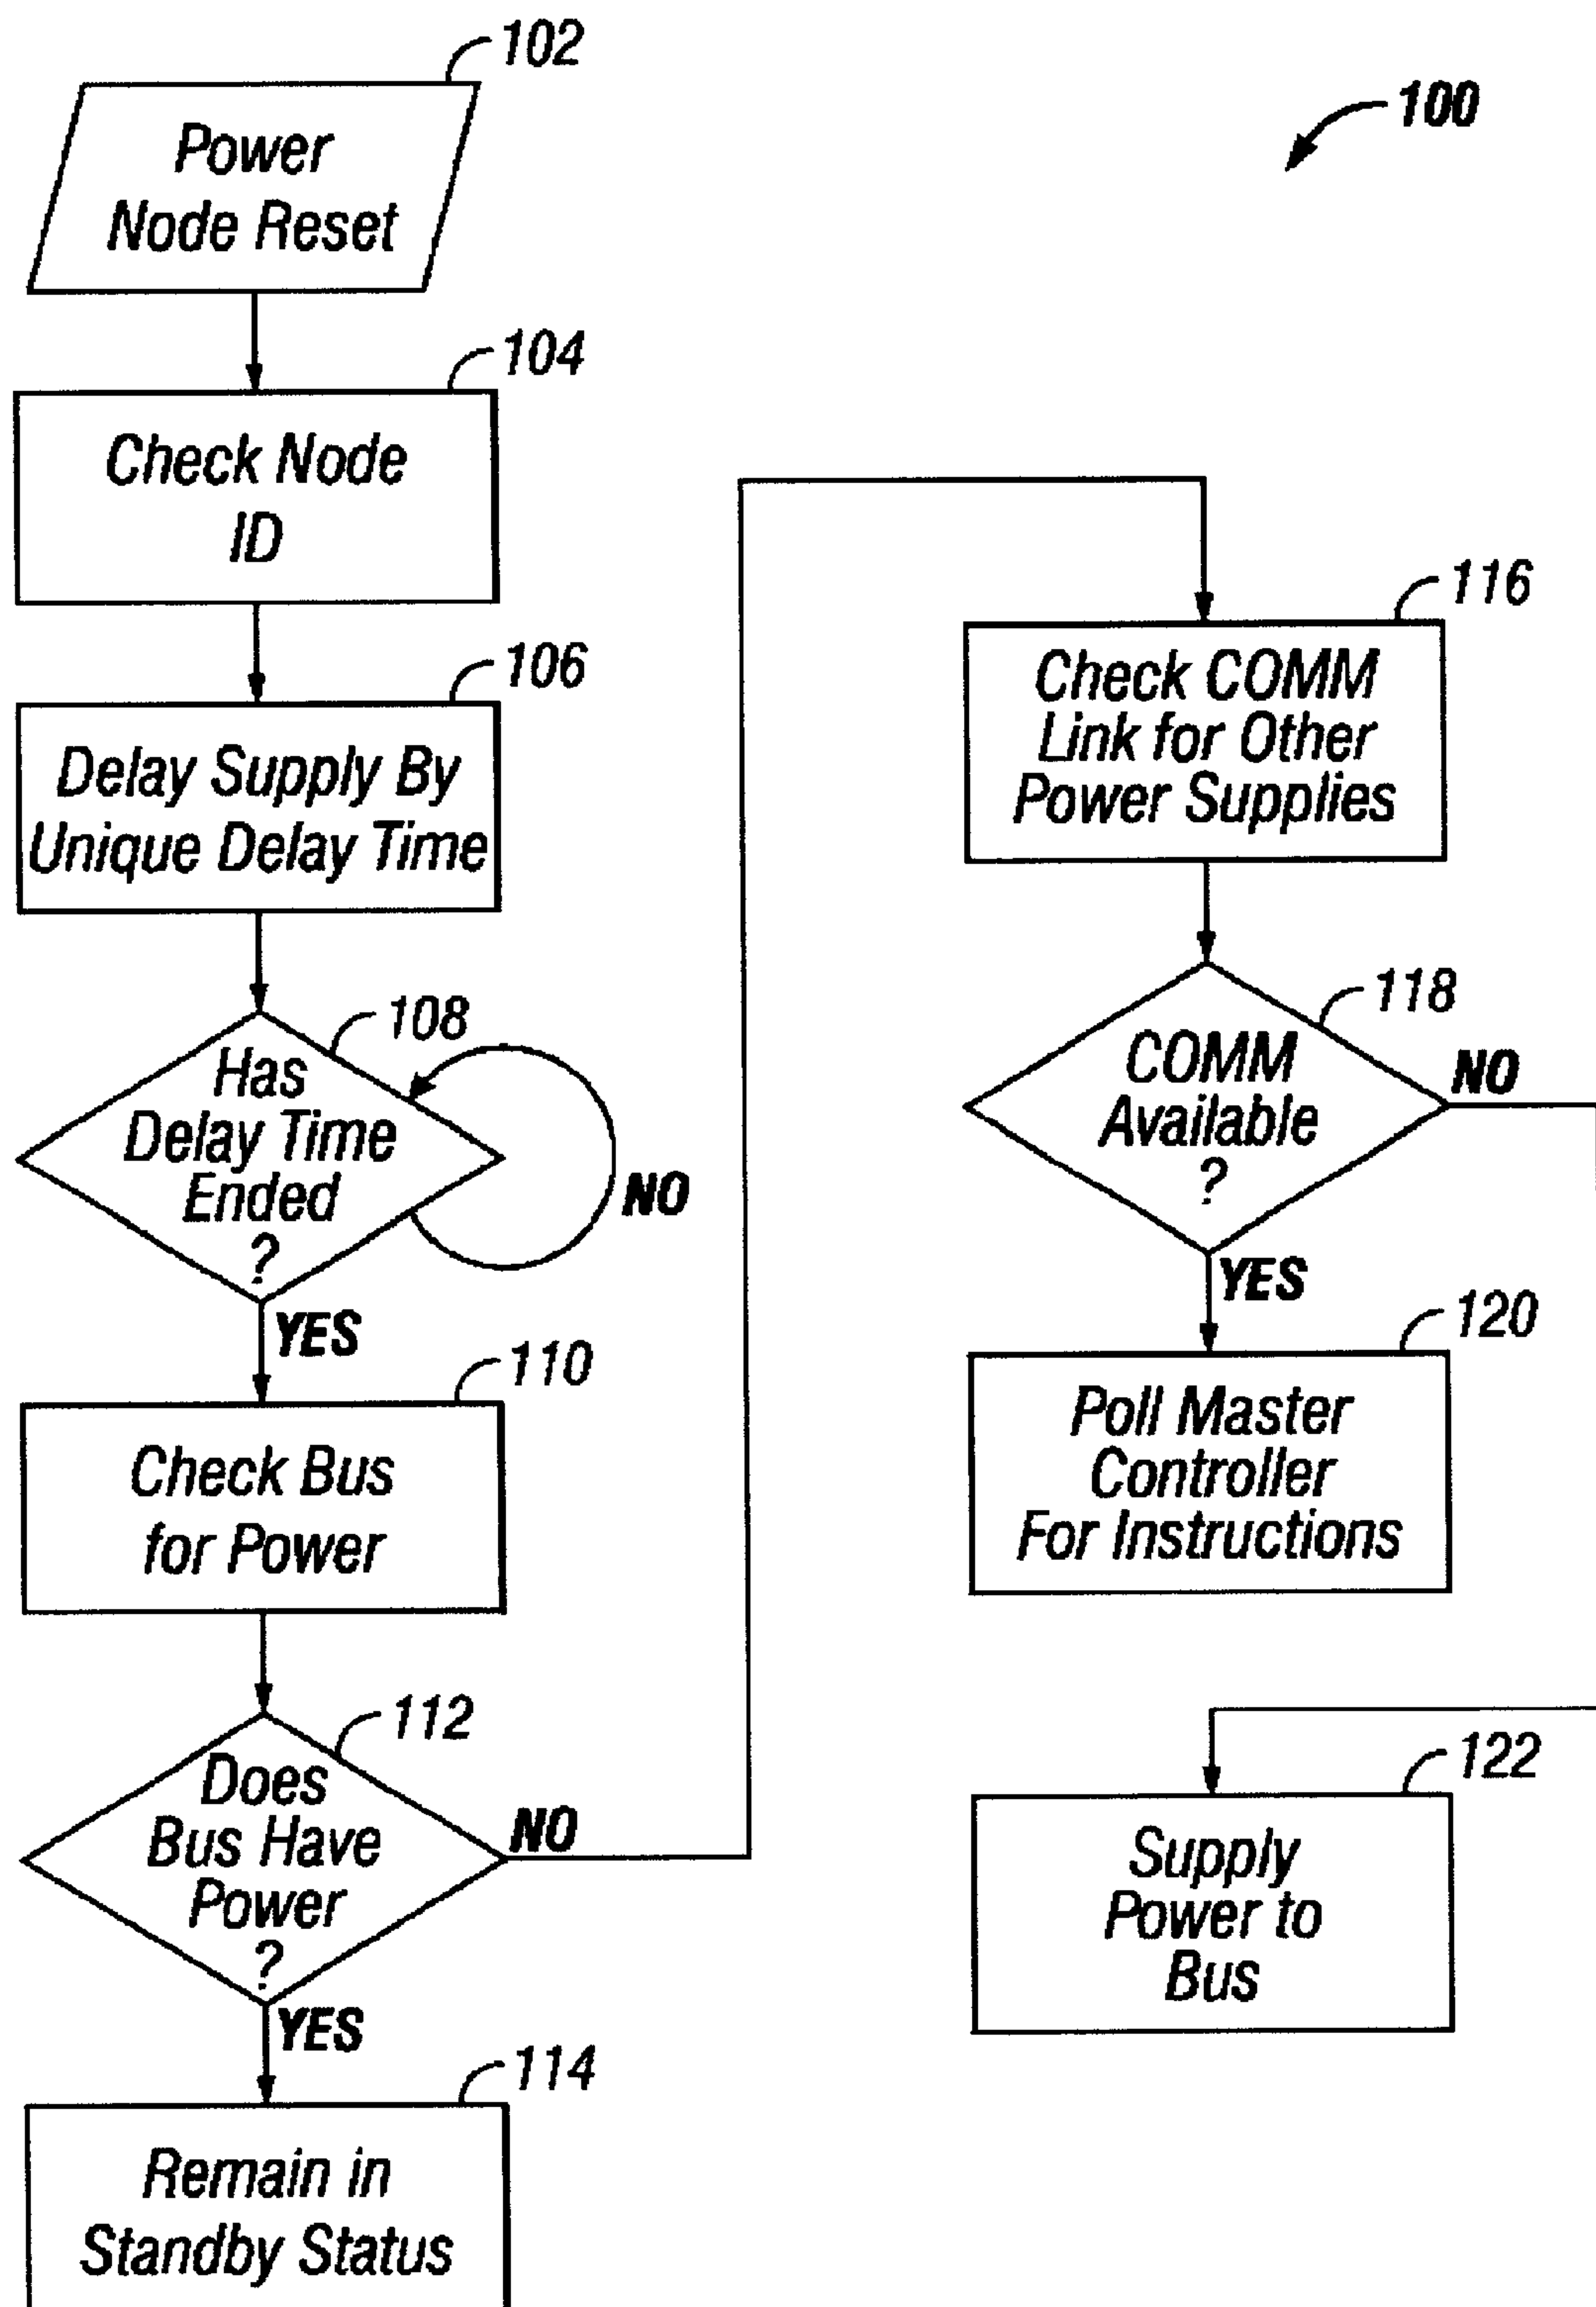 102
Power
Node Reset
100
104
Check Node
ID
106
Delay Supply By
Unique Delay Time
108
Has
Delay Time
Ended
?
NO
YES
110
Check Bus
for Power
112
Does
Bus Have
Power
?
NO
YES
114
Remain in
Standby Status
116
Check COMM
Link for Other
Power Supplies
118
COMM
Available
?
NO
YES
120
Poll Master
Controller
For Instructions
122
Supply
Power to
Bus